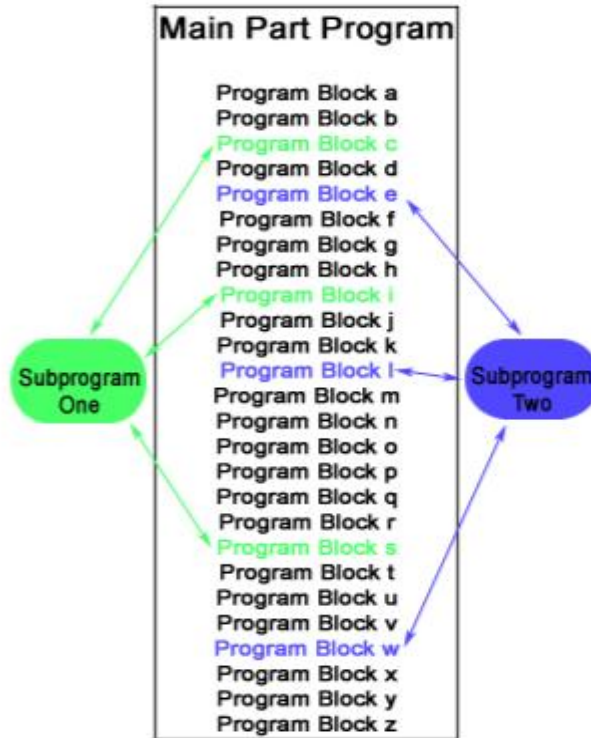 Main Part Program
Program Block a
Program Block b
Program Block c
Program Block d
Program Block e
Program Block f
Program Block g
Program Block h
Program Block i
Program Block j
Program Block k
Program Block l
Program Block m
Program Block n
Program Block o
Program Block p
Program Block q
Program Block r
Program Block s
Program Block t
Program Block u
Program Block v
Program Block w
Program Block x
Program Block y
Program Block z
Subprogram
One
Subprogram
Two